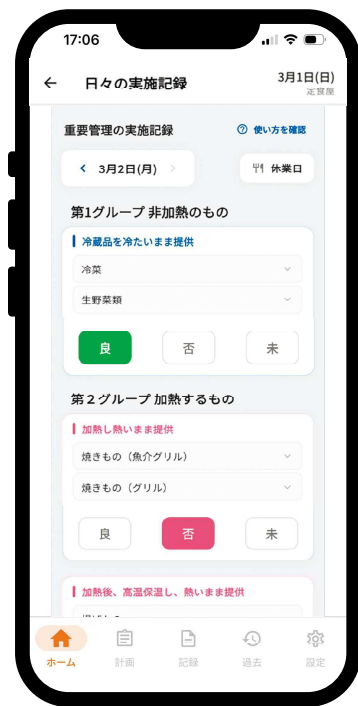 17:06
日々の実施記録
3月1日(日)
定食屋
重要管理の実施記録
使い方を確認
3月2日(月)
休業日
第1グループ 非加熱のもの
冷蔵品を冷たいまま提供
冷菜
生野菜類
良
否
未
第２グループ 加熱するもの
加熱し熱いまま提供
焼きもの（魚介グリル）
焼きもの（グリル）
良
否
未
加熱後、高温保温し、熱いまま提供
ホーム
計画
記録
過去
設定